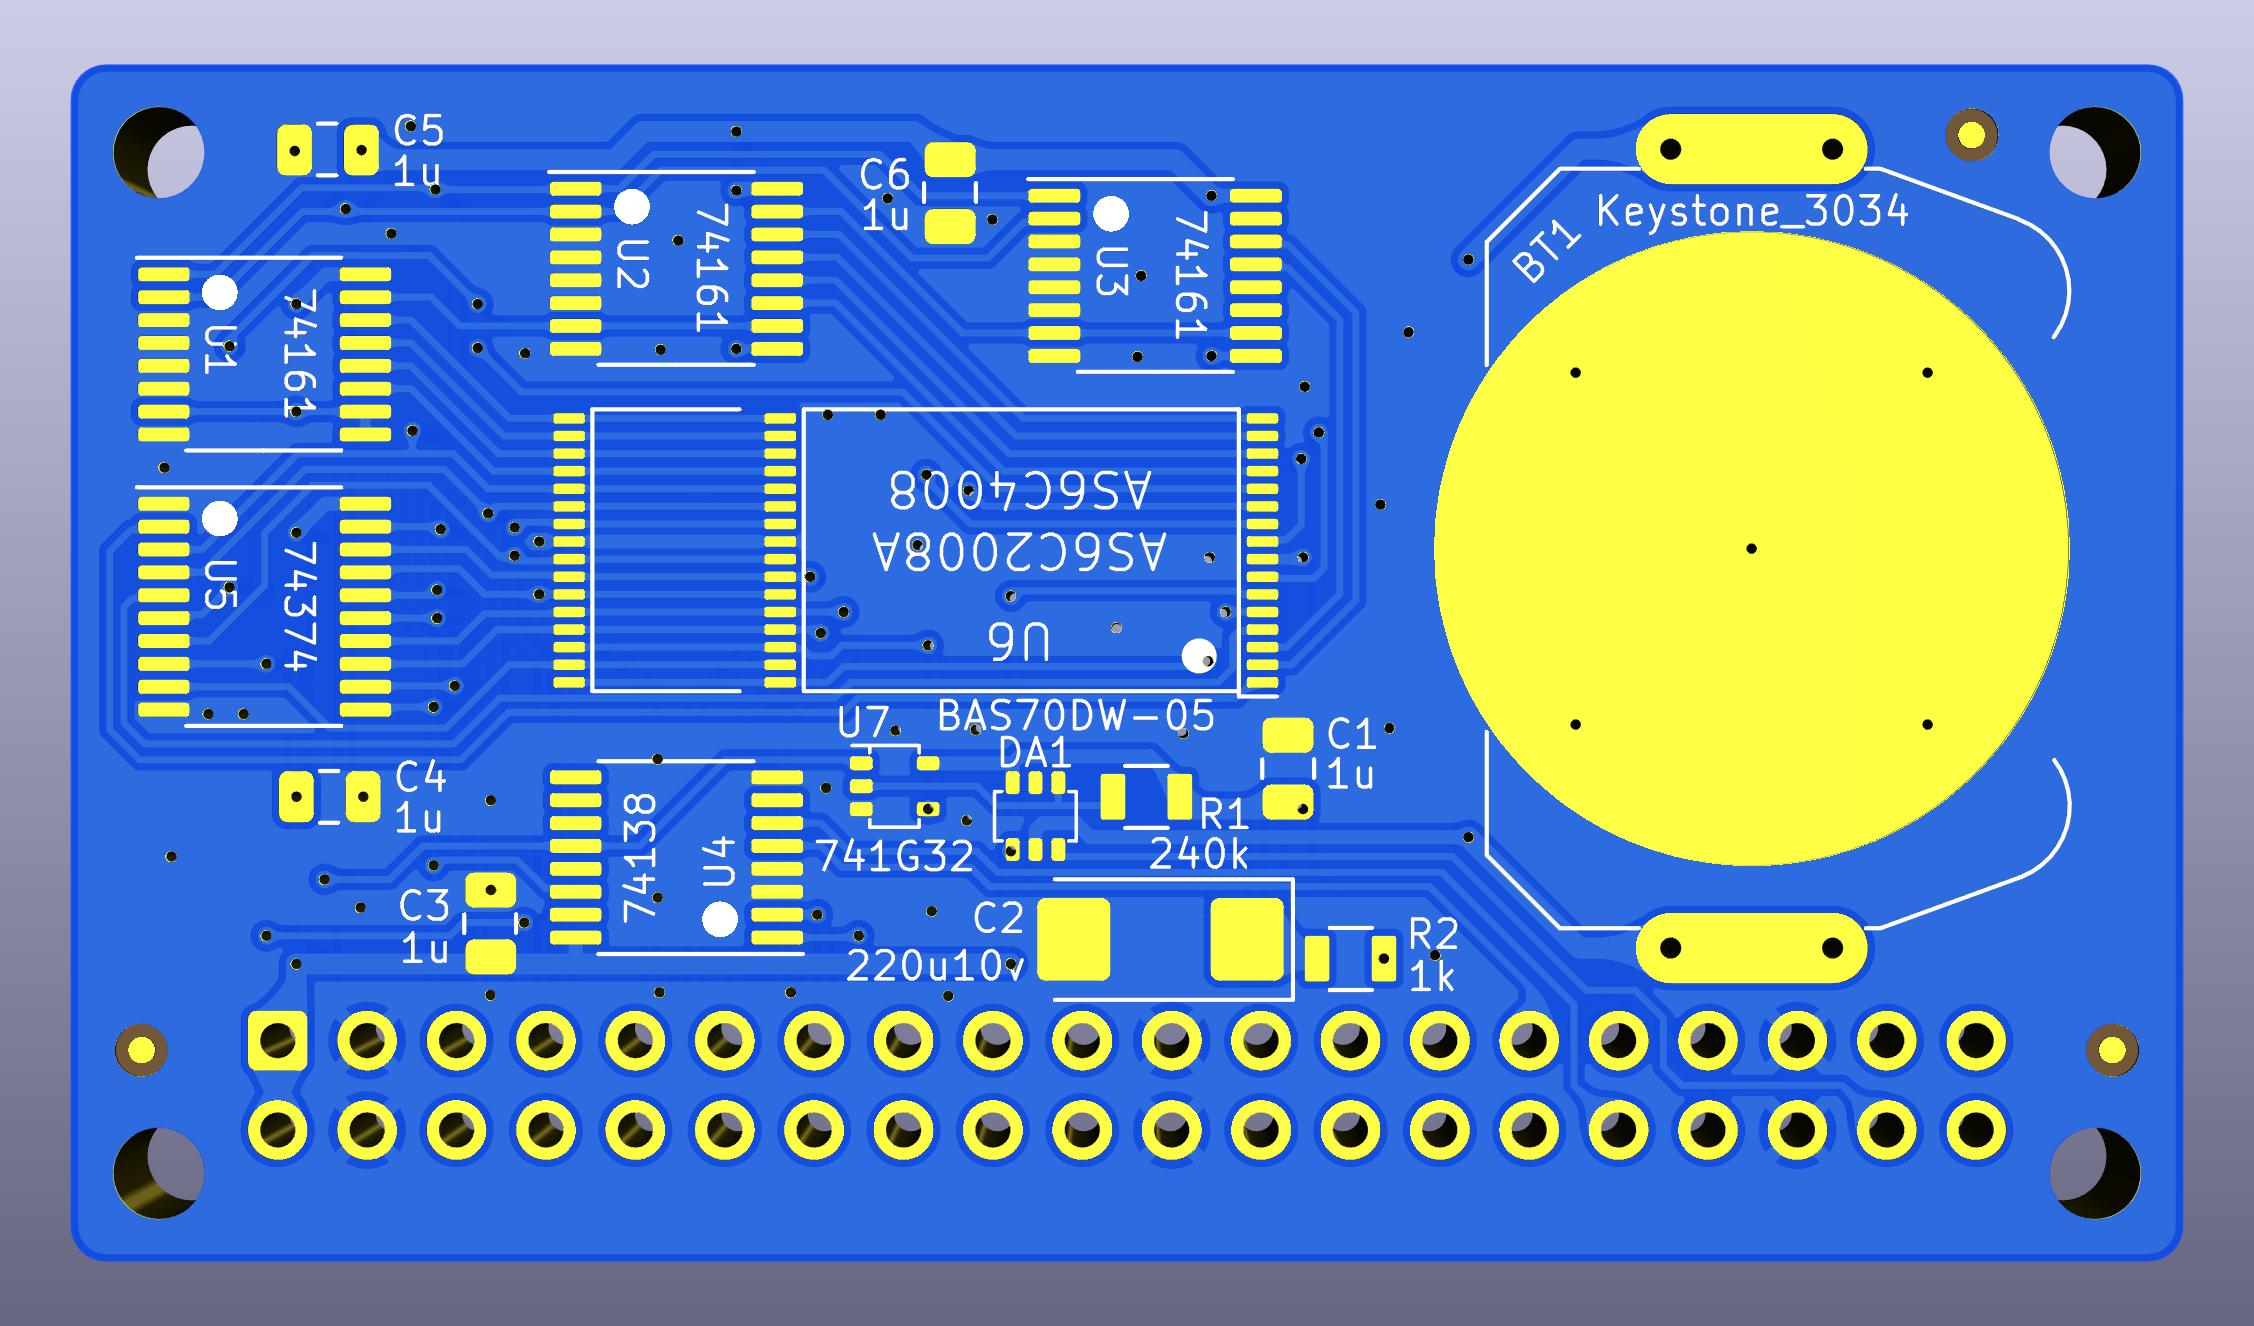 C5
1u
C6
1u
Keystone_3034
BT1
U2
74161
U3
74161
U1
74161
AS6C4008
AS6C2008A
U6
U5
74374
U7
BAS70DW-05
DA1
C1
1u
C4
1u
74138
U4
741G32
R1
240k
C3
1u
C2
220u10v
R2
1k